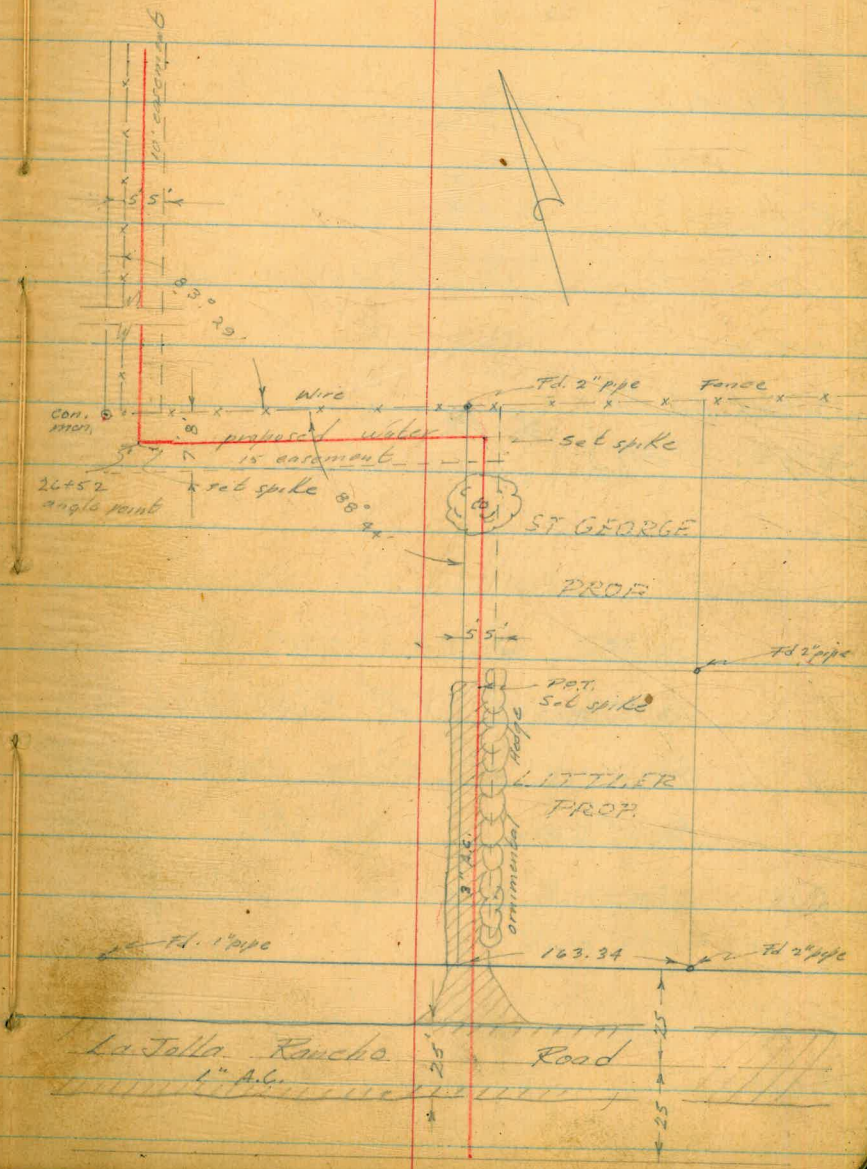 10' easement
5' 5'
83° 29
Wire
Fd. 2" pipe
Fence
con.
mon.
7.8'
proposed water
15 easement
set spike
set spike
26+52
angle point
88° 44
ST GEORGE
PROP.
5' 5'
Fd 2" pipe
P.O.T.
Set spike
Hedge
ornimental
LITTLER
PROP.
3" A.C.
Fd. 1" pipe
163.34
Fd 2" pipe
La Jolla Rancho Road
1" A.C.
25'
25
25